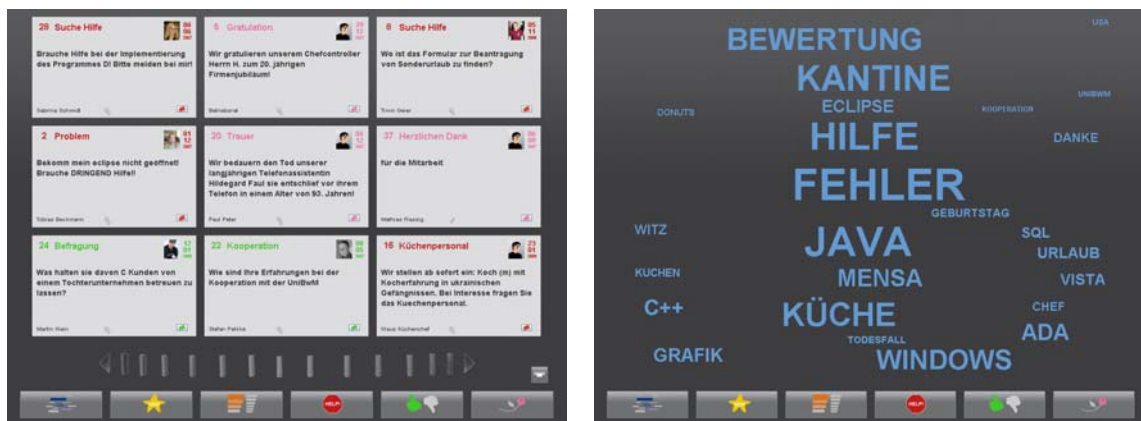 28 Suche Hilfe
Brauche Hilfe bei der Implementierung
des Programmes D! Bitte melden bei mir!
Sabrina Schmidt
Gratulation
Wir gratulieren unserem Chefcontroller
Herrn H. zum 20. jährigen
Firmenjubiläum!
Suche Hilfe
05
11
Wo ist das Formular zur Beantragung
von Sonderurlaub zu finden?
2 Problem
01
12
Bekomm mein eclipse nicht geöffnet!
Brauche DRINGEND Hilfe!!
Tobias Beckmann
20 Trauer
Wir bedauern den Tod unserer
langjährigen Telefonassistentin
Hildegard Faul sie entschlief vor ihrem
Telefon in einem Alter von 90. Jahren!
Paul Peter
37 Herzlichen Dank
für die Mitarbeit
24 Befragung
12
01
Was halten sie davon C Kunden von
einem Tochterunternehmen betreuen zu
lassen?
Martin Klein
22 Kooperation
Wie sind Ihre Erfahrungen bei der
Kooperation mit der UniBwM
16 Küchenpersonal
23
01
Wir stellen ab sofort ein: Koch (m) mit
Kocherfahrung in ukrainischen
Gefängnissen. Bei Interesse fragen Sie
das Kuechenpersonal.
Klaus Küchenchef
HELP!
USA
BEWERTUNG
KANTINE
UNIBWM
ECLIPSE
KOOPERATION
DONUTS
HILFE
DANKE
FEHLER
GEBURTSTAG
WITZ
JAVA
SQL
URLAUB
KUCHEN
MENSA
VISTA
C++
KÜCHE
CHEF
ADA
TODESFALL
GRAFIK
WINDOWS
HELP!